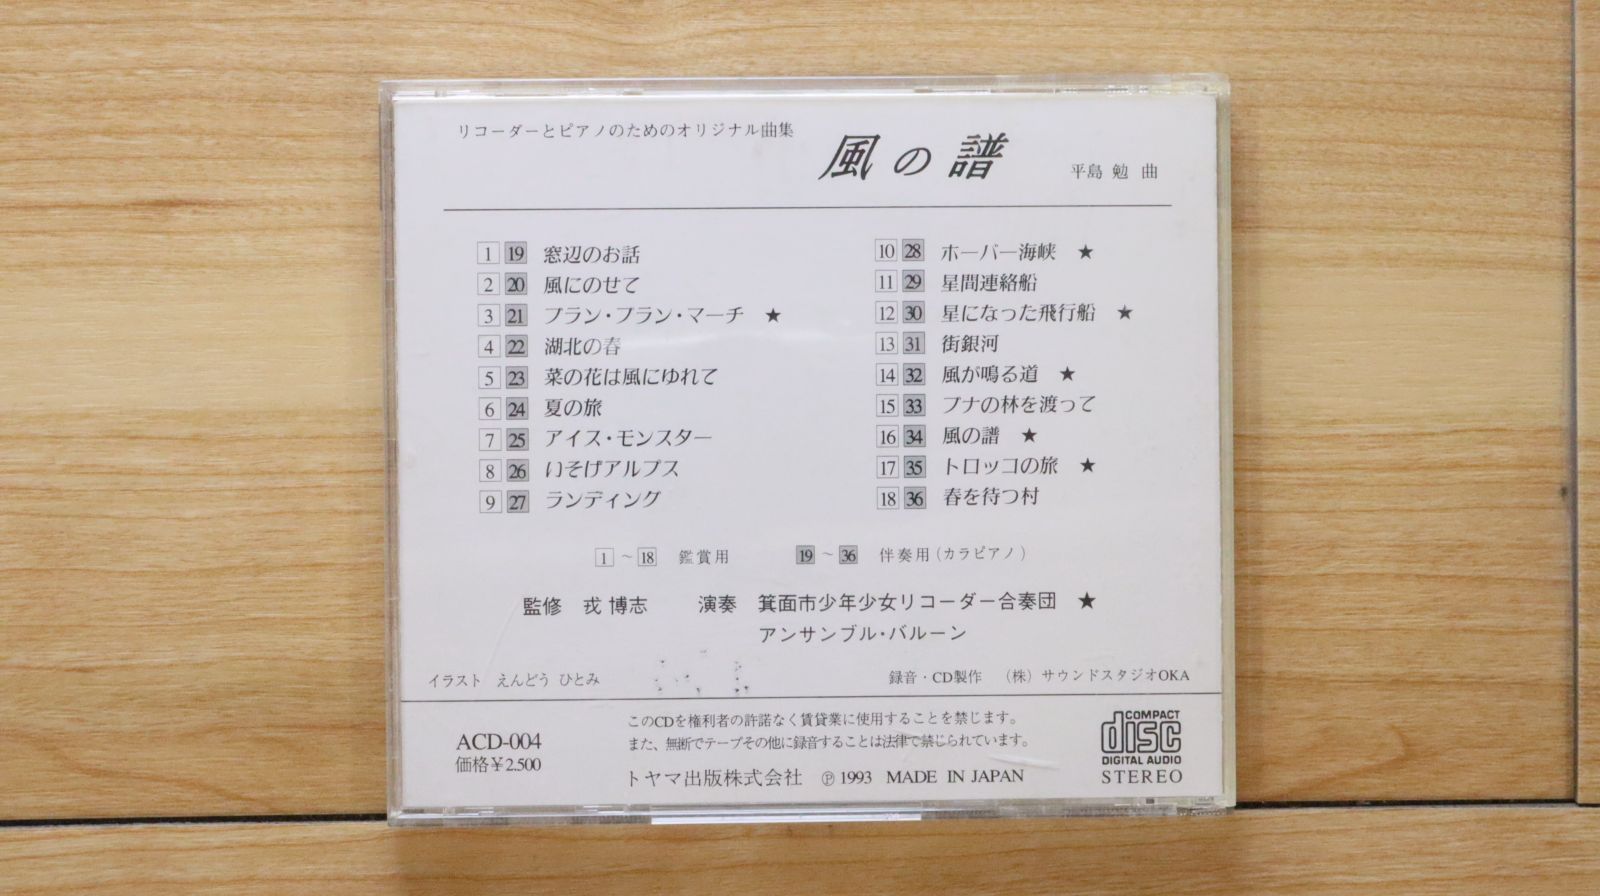 リコーダーとピアノのためのオリジナル曲集
風の譜
平島 勉 曲
1 19 窓辺のお話
2 20 風にのせて
3 21 プラン・プラン・マーチ ★
4 22 湖北の春
5 23 菜の花は風にゆれて
6 24 夏の旅
7 25 アイス・モンスター
8 26 いそげアルプス
9 27 ランディング
10 28 ホーバー海峡 ★
11 29 星間連絡船
12 30 星になった飛行船 ★
13 31 街銀河
14 32 風が鳴る道 ★
15 33 ブナの林を渡って
16 34 風の譜 ★
17 35 トロッコの旅 ★
18 36 春を待つ村
1 ～ 18 鑑賞用 19 ～ 36 伴奏用（カラピアノ）
監修 戎 博志 演奏 箕面市少年少女リコーダー合奏団 ★
アンサンブル・バルーン
イラスト えんどう ひとみ 録音・CD製作 （株）サウンドスタジオOKA
ACD-004
価格￥2.500
このCDを権利者の許諾なく賃貸業に使用することを禁じます。
また、無断でテープその他に録音することは法律で禁じられています。
トヤマ出版株式会社 ℗ 1993 MADE IN JAPAN
COMPACT
disc
DIGITAL AUDIO
STEREO